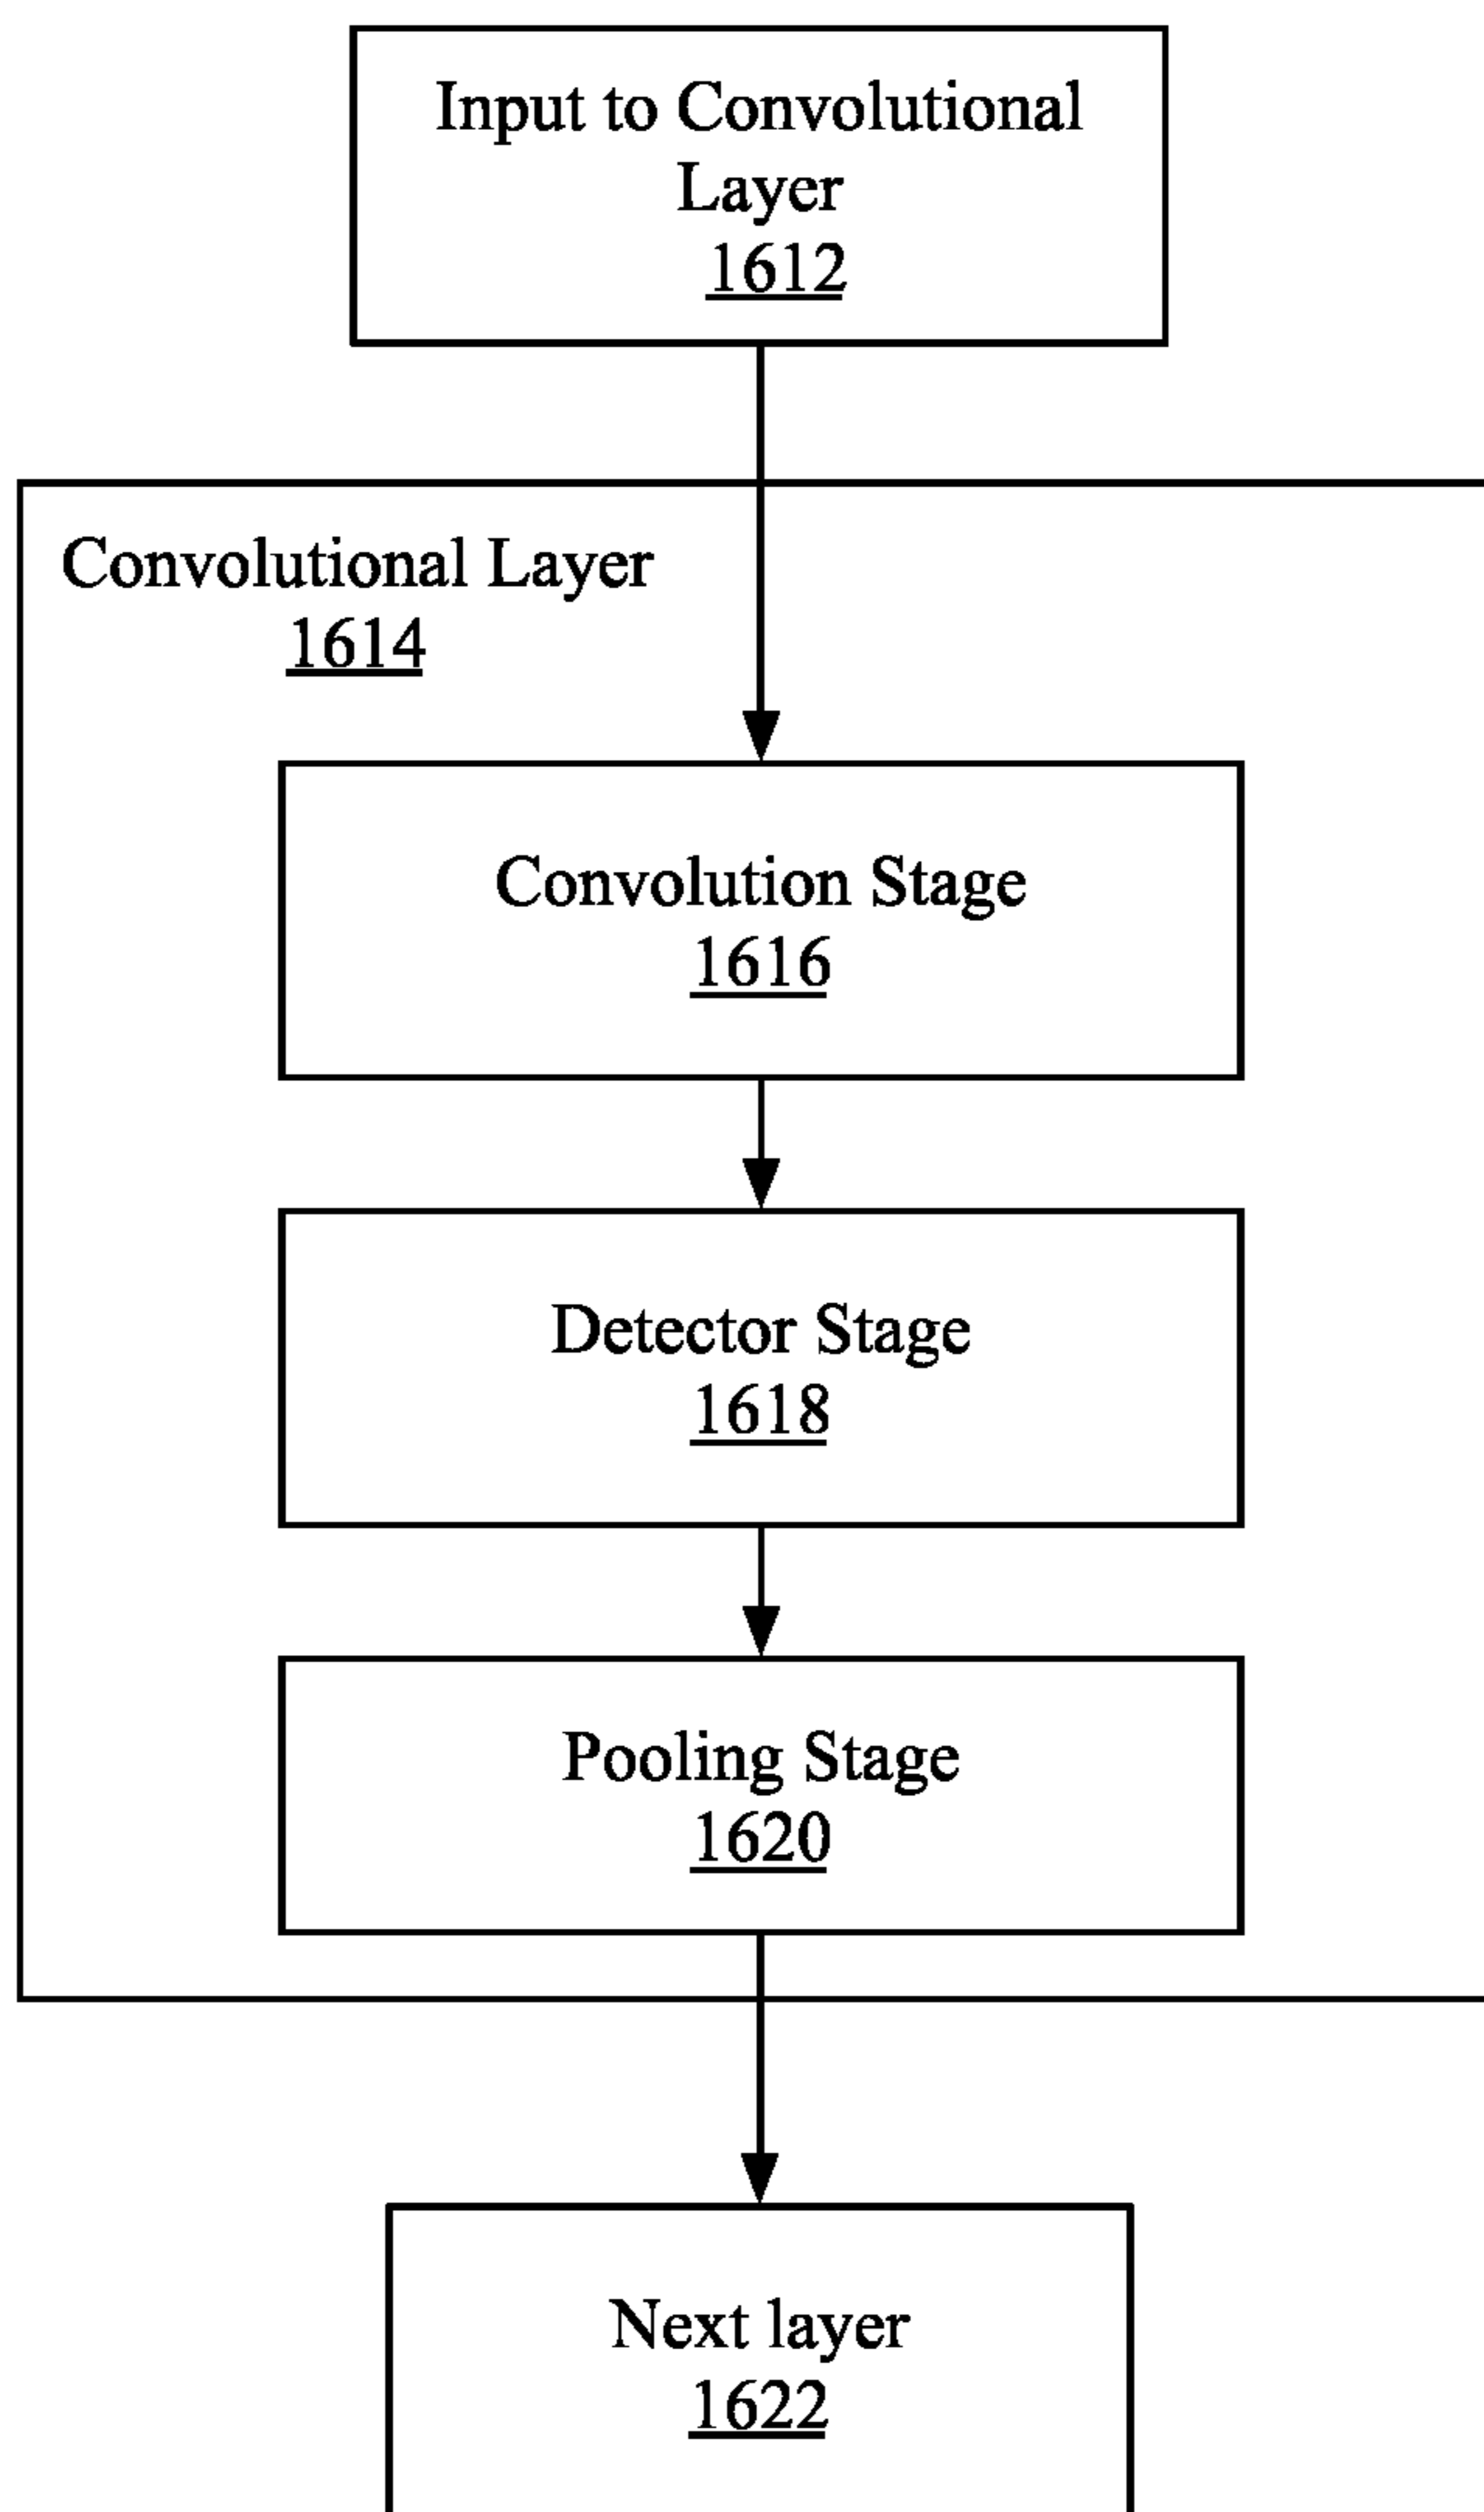 Input to Convolutional
Layer
1612
Convolutional Layer
1614
Convolution Stage
1616
Detector Stage
1618
Pooling Stage
1620
Next layer
1622